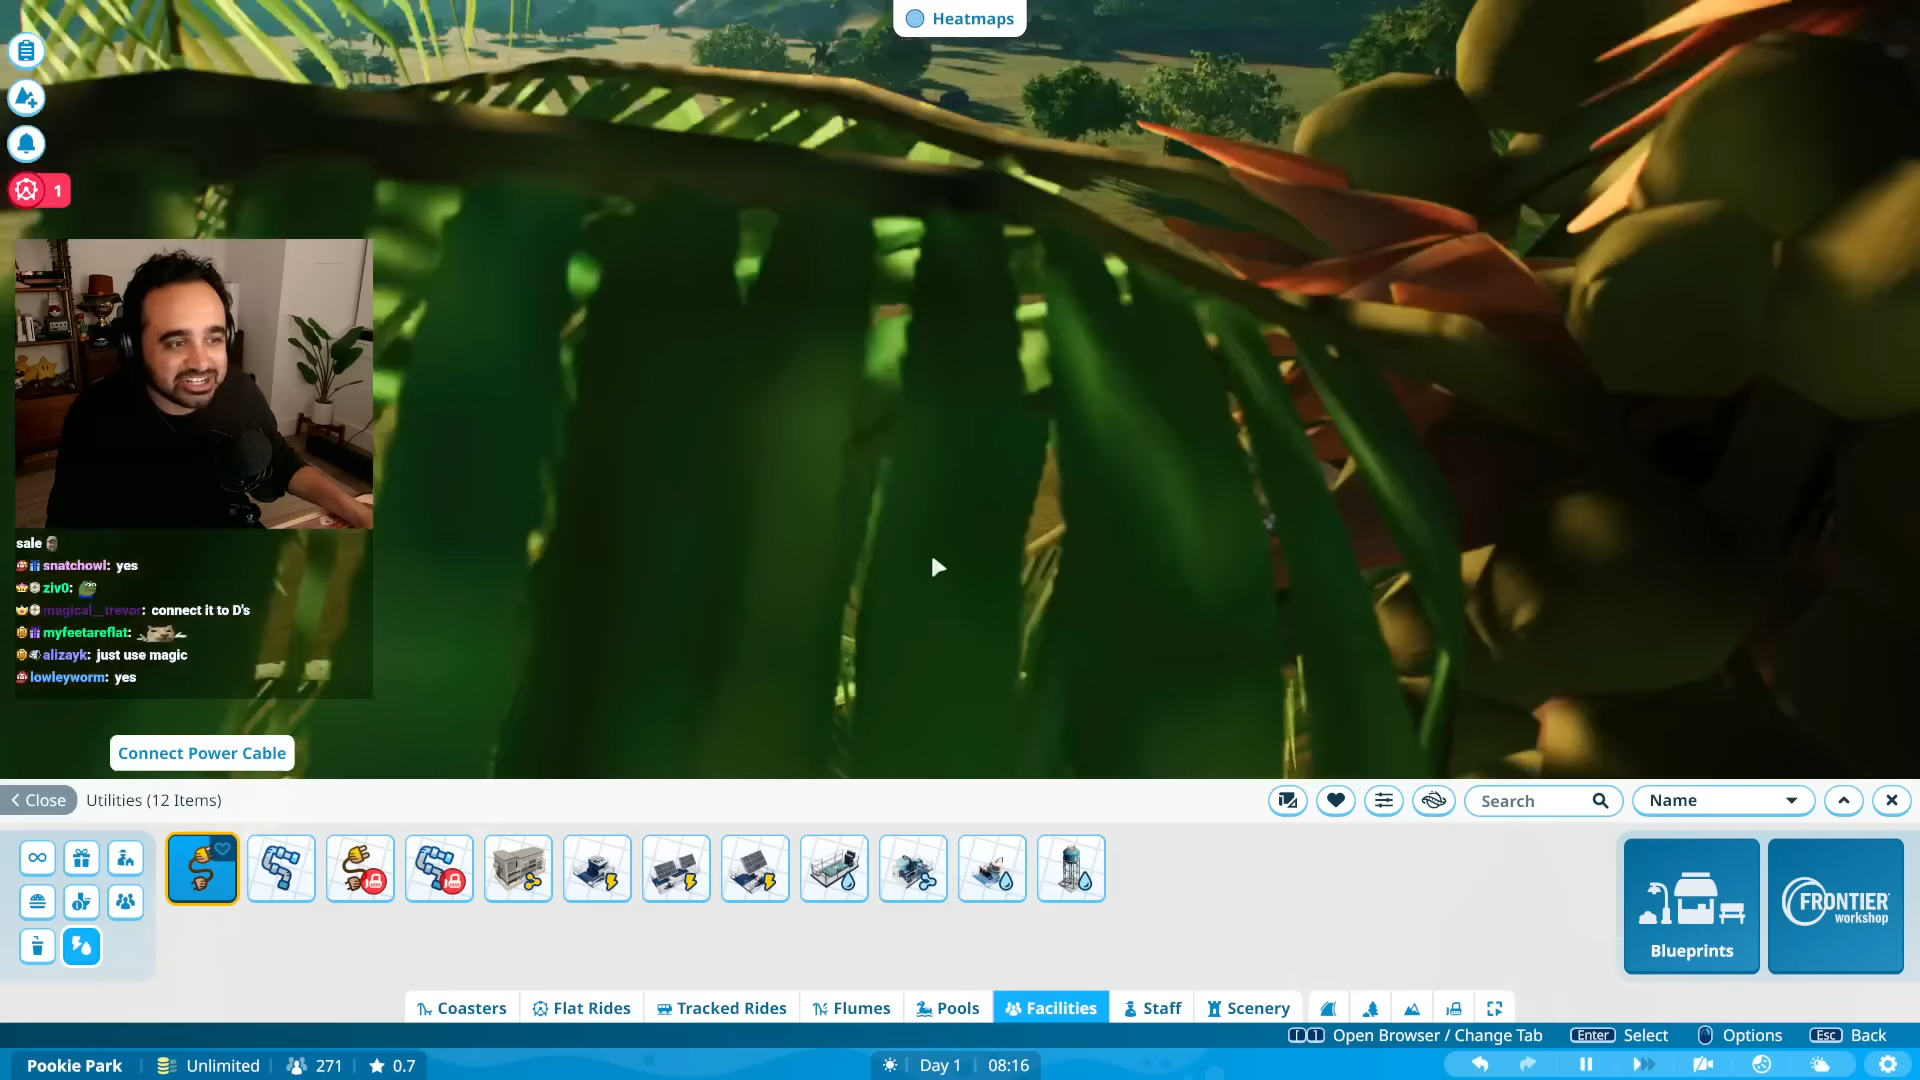 Heatmaps
1
sale
snatchowl: yes
ziv0:
magical__trevor: connect it to D's
myfeetareflat:
alizayk: just use magic
lowleyworm: yes
Connect Power Cable
Close
Utilities (12 Items)
Search
Name
Blueprints
FRONTIER
workshop
Coasters
Flat Rides
Tracked Rides
Flumes
Pools
Facilities
Staff
Scenery
Open Browser / Change Tab
Enter Select
Options
Esc Back
Pookie Park
Unlimited
271
0.7
Day 1
08:16